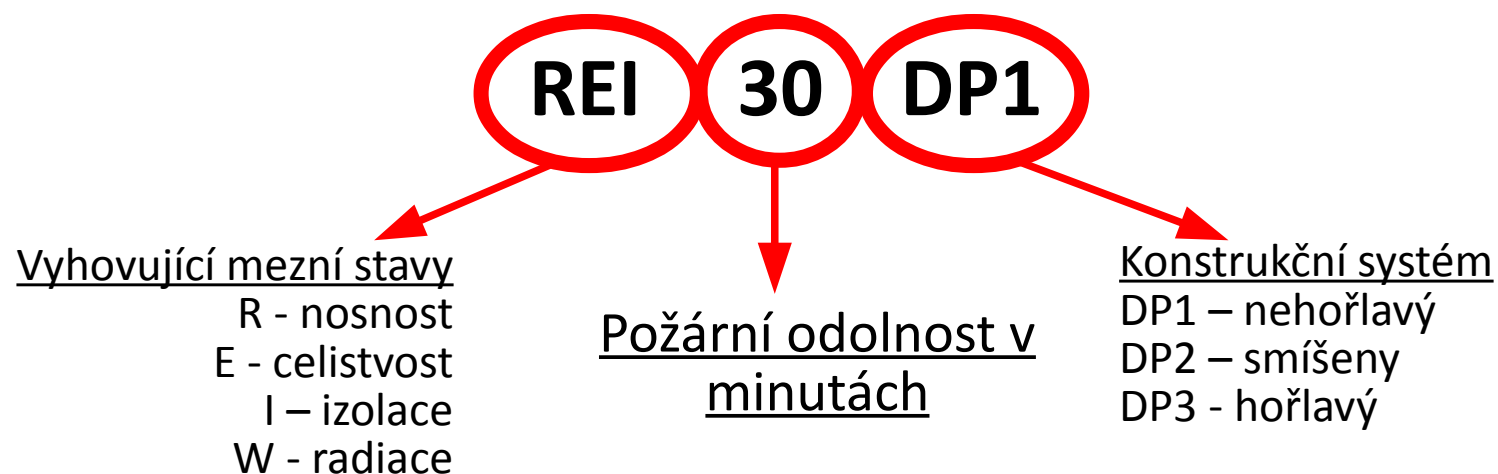 REI 30 DP1
Vyhovující mezní stavy
R - nosnost
E - celistvost
I – izolace
W - radiace
Požární odolnost v
minutách
Konstrukční systém
DP1 – nehořlavý
DP2 – smíšeny
DP3 - hořlavý